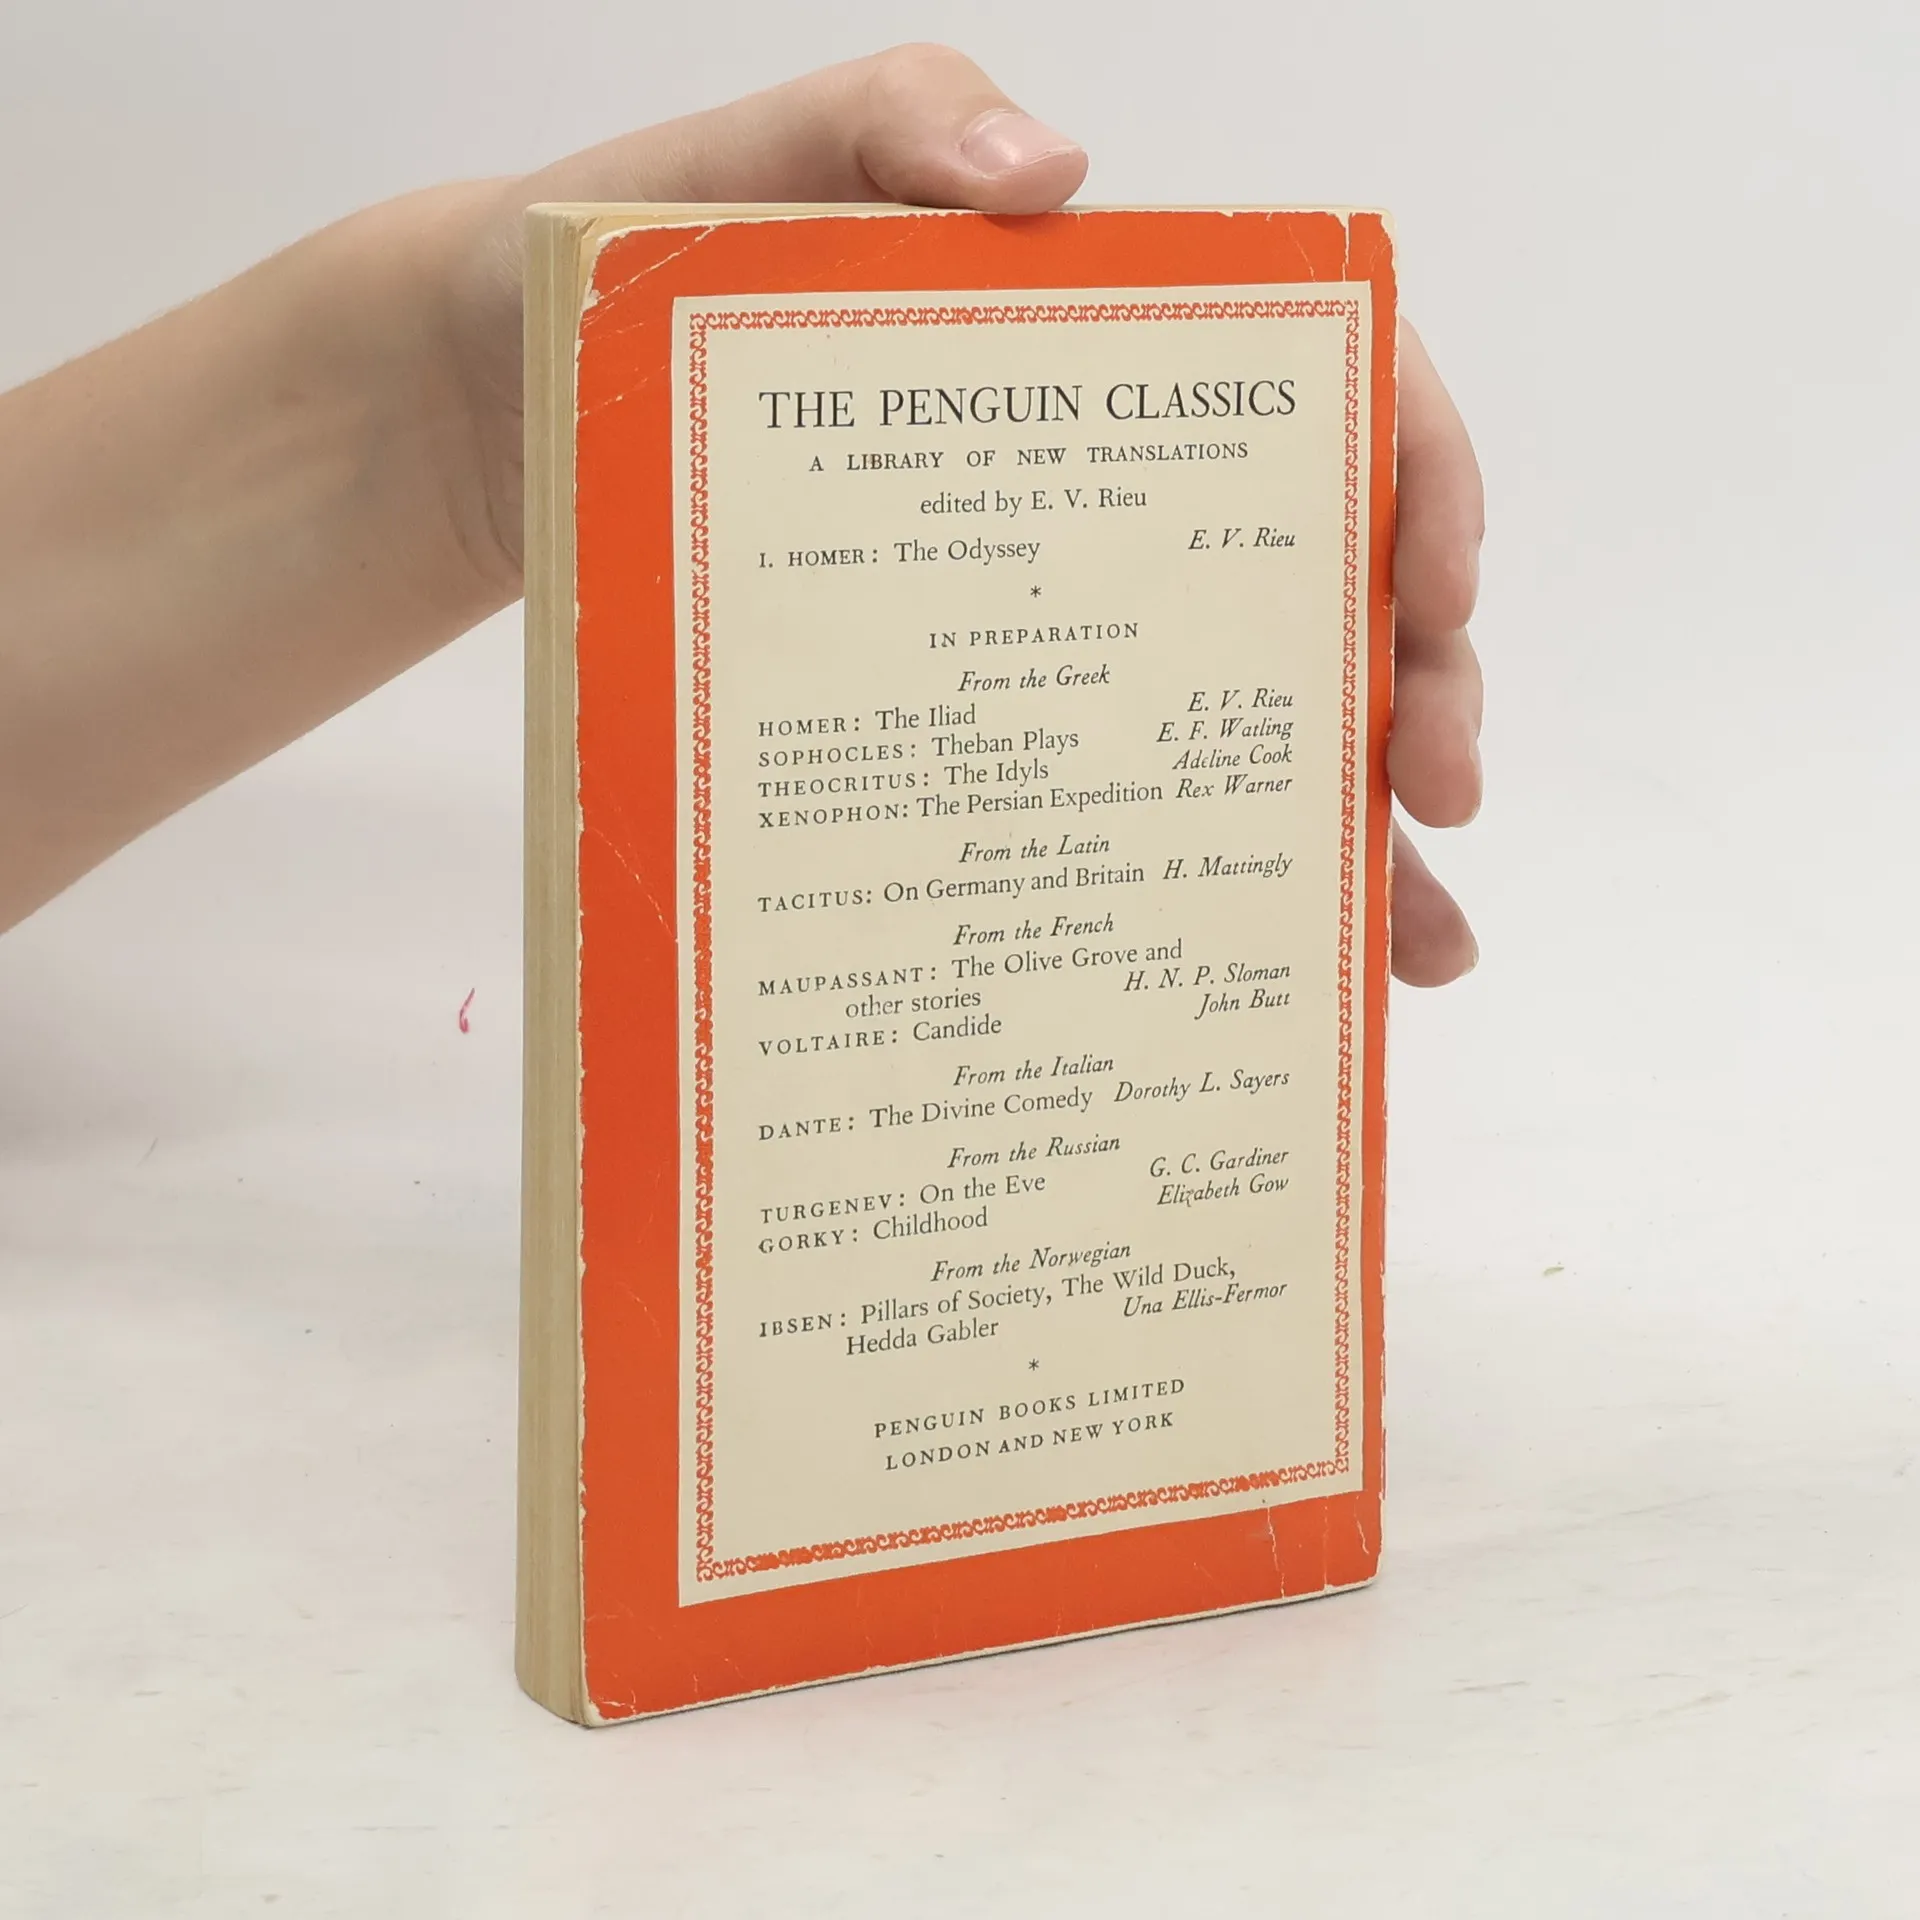 THE PENGUIN CLASSICS
A LIBRARY OF NEW TRANSLATIONS
edited by E. V. Rieu
I. HOMER: The Odyssey E. V. Rieu
*
IN PREPARATION
From the Greek
HOMER: The Iliad E. V. Rieu
SOPHOCLES: Theban Plays E. F. Watling
THEOCRITUS: The Idyls Adeline Cook
XENOPHON: The Persian Expedition Rex Warner
From the Latin
TACITUS: On Germany and Britain H. Mattingly
From the French
MAUPASSANT: The Olive Grove and
other stories H. N. P. Sloman
VOLTAIRE: Candide John Butt
From the Italian
DANTE: The Divine Comedy Dorothy L. Sayers
From the Russian
TURGENEV: On the Eve G. C. Gardiner
GORKY: Childhood Elizabeth Gow
From the Norwegian
IBSEN: Pillars of Society, The Wild Duck,
Hedda Gabler Una Ellis-Fermor
*
PENGUIN BOOKS LIMITED
LONDON AND NEW YORK